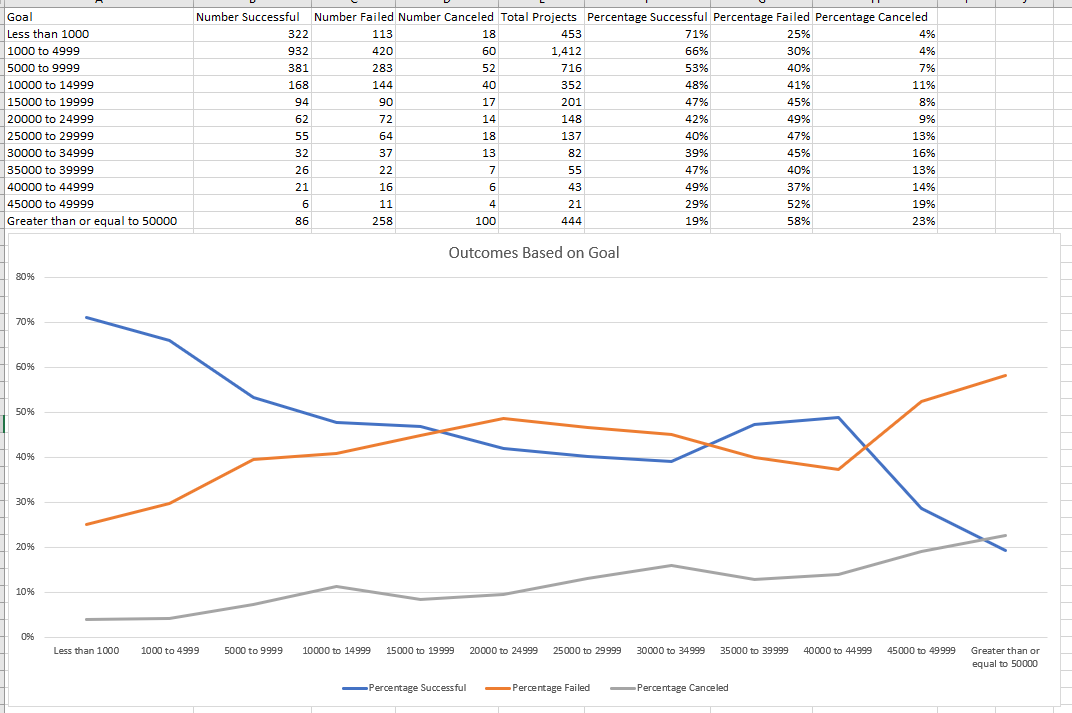 Goal Number Successful Number Failed Number Canceled Total Projects Percentage Successful Percentage Failed Percentage Canceled
Less than 1000 322 113 18 453 71% 25% 4%
1000 to 4999 932 420 60 1,412 66% 30% 4%
5000 to 9999 381 283 52 716 53% 40% 7%
10000 to 14999 168 144 40 352 48% 41% 11%
15000 to 19999 94 90 17 201 47% 45% 8%
20000 to 24999 62 72 14 148 42% 49% 9%
25000 to 29999 55 64 18 137 40% 47% 13%
30000 to 34999 32 37 13 82 39% 45% 16%
35000 to 39999 26 22 7 55 47% 40% 13%
40000 to 44999 21 16 6 43 49% 37% 14%
45000 to 49999 6 11 4 21 29% 52% 19%
Greater than or equal to 50000 86 258 100 444 19% 58% 23%
Outcomes Based on Goal
80%
70%
60%
50%
40%
30%
20%
10%
0%
Less than 1000 1000 to 4999 5000 to 9999 10000 to 14999 15000 to 19999 20000 to 24999 25000 to 29999 30000 to 34999 35000 to 39999 40000 to 44999 45000 to 49999 Greater than or
equal to 50000
Percentage Successful Percentage Failed Percentage Canceled